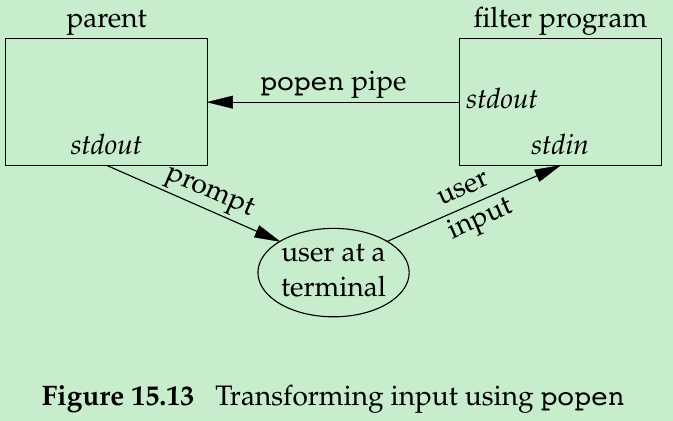 parent
filter program
popen pipe
stdout
stdout
stdin
prompt
user
input
user at a
terminal
Figure 15.13 Transforming input using popen